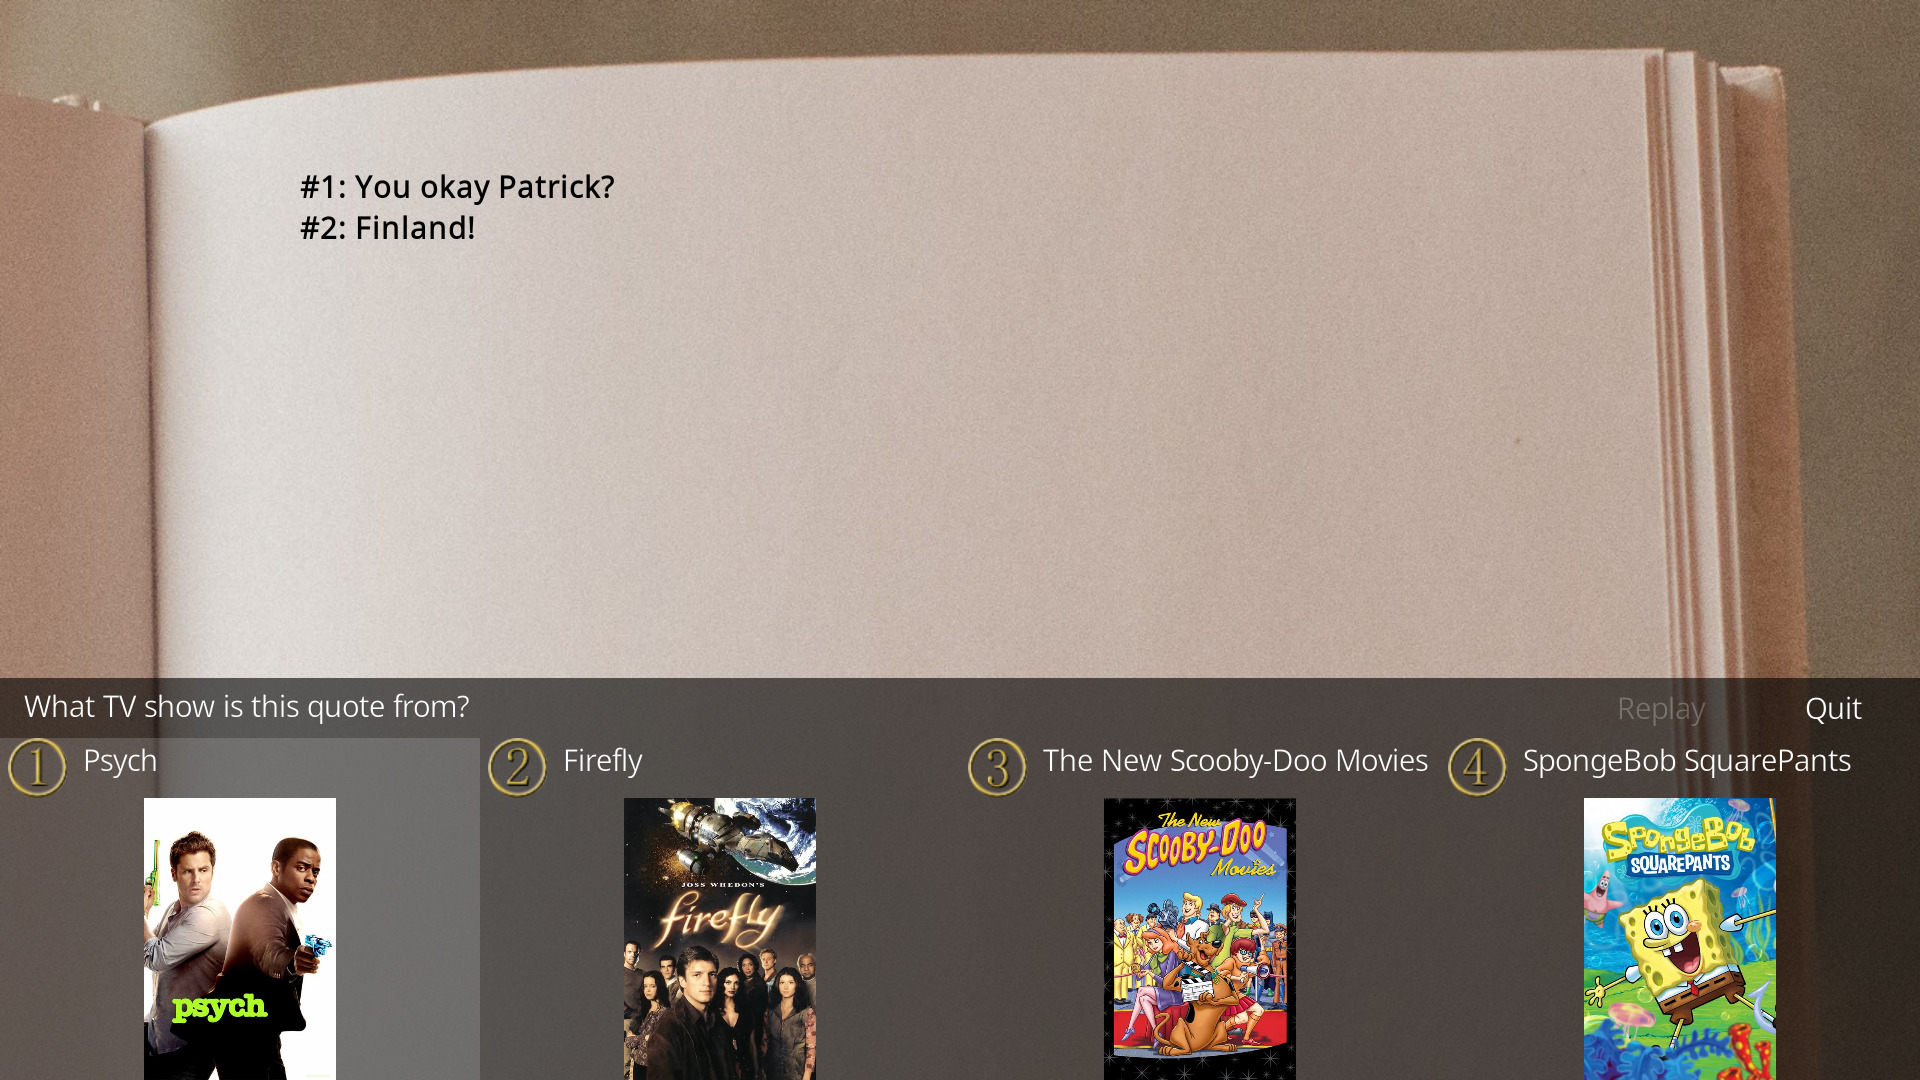 #1: You okay Patrick?
#2: Finland!
What TV show is this quote from?
Replay
Quit
1 Psych
2 Firefly
3 The New Scooby-Doo Movies
4 SpongeBob SquarePants
psych
JOSS WHEDON'S
firefly
The New
SCOOBY-DOO
Movies
SPONGEBOB
SQUAREPANTS